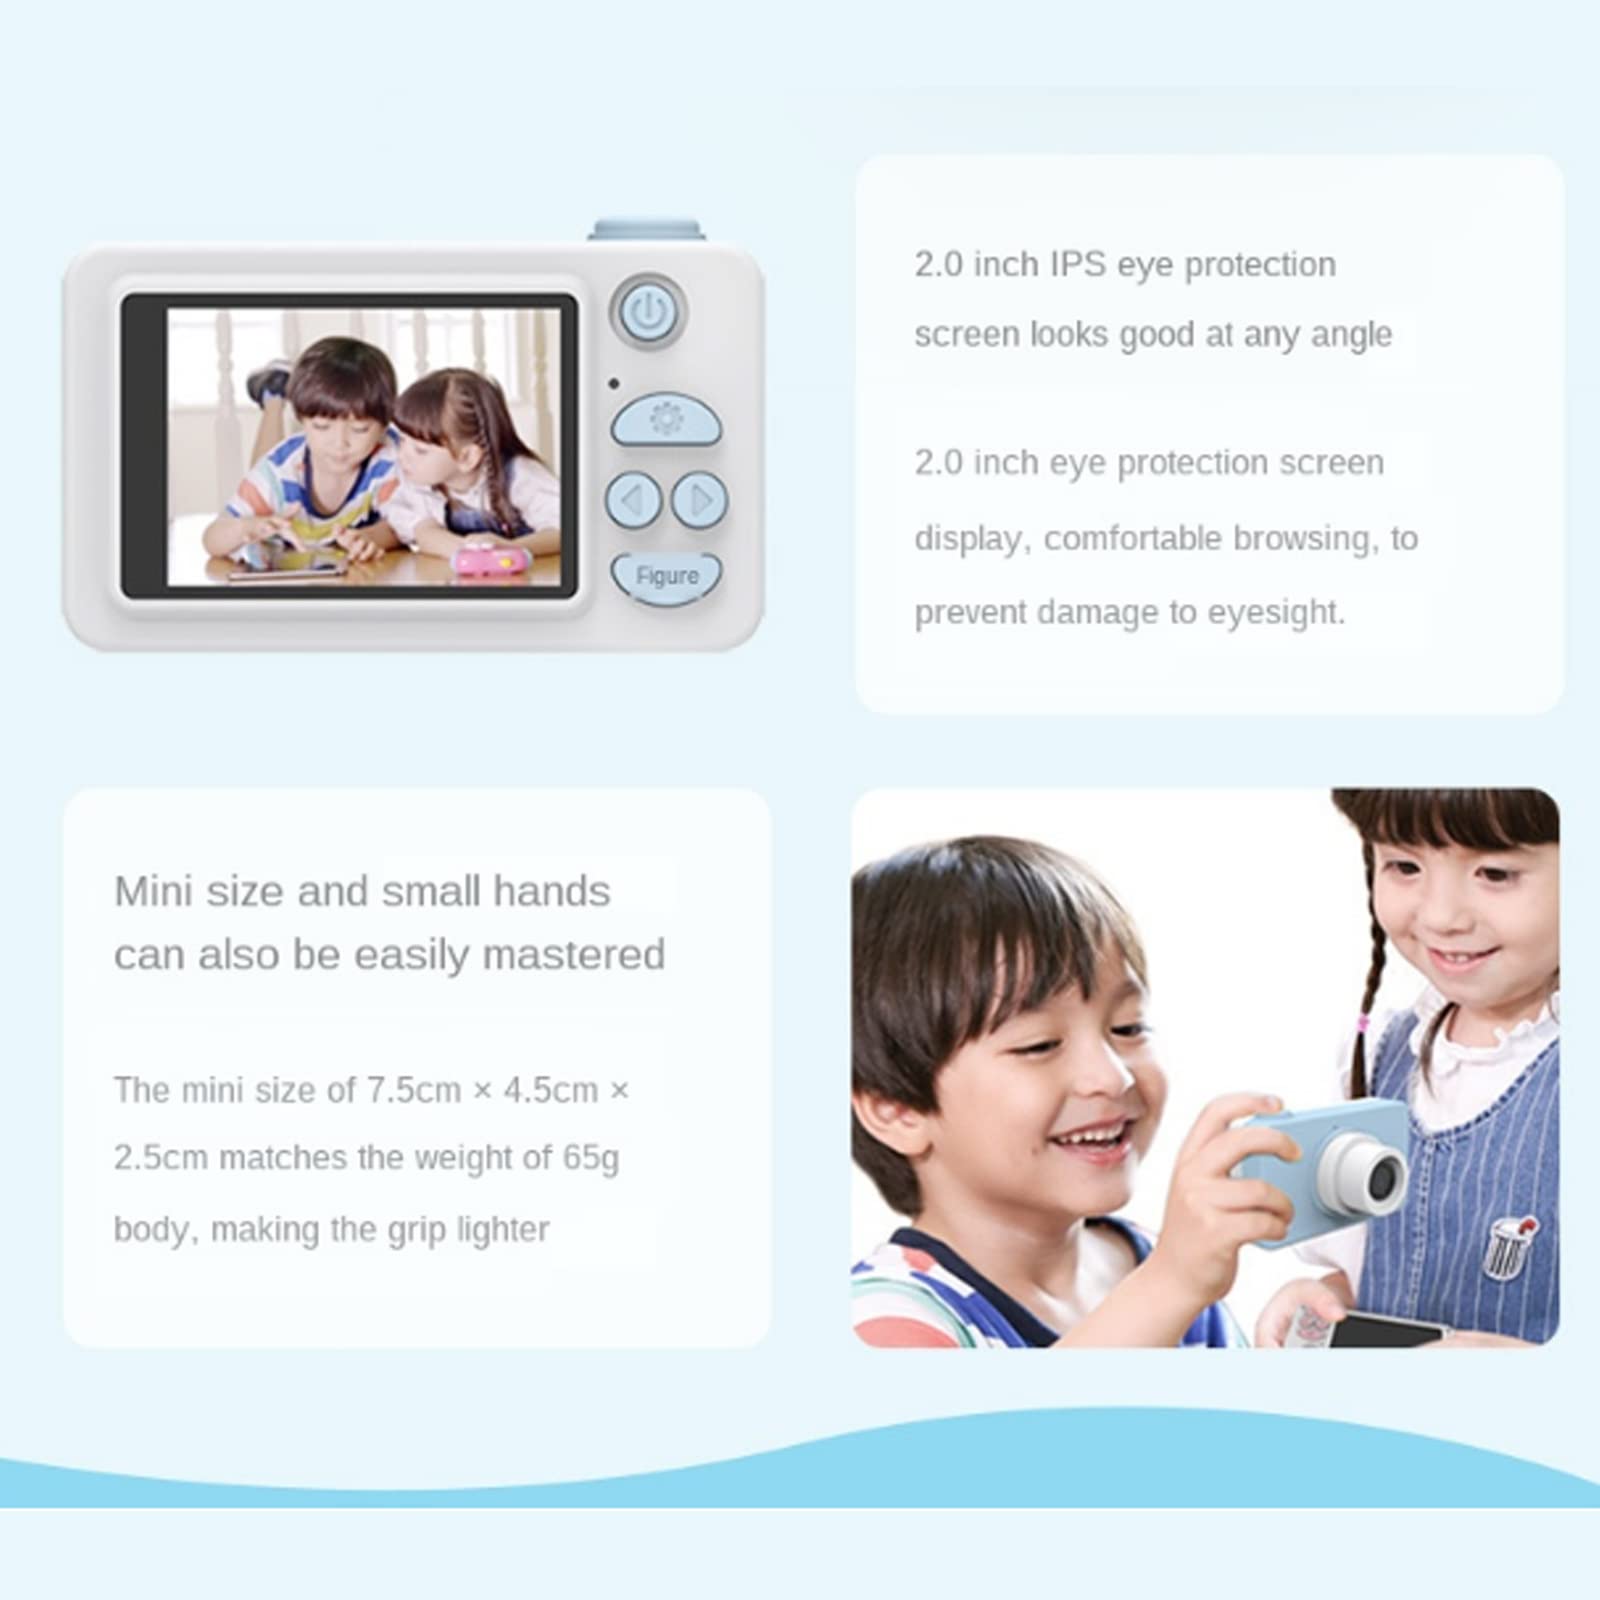 2.0 inch IPS eye protection
screen looks good at any angle
2.0 inch eye protection screen
display, comfortable browsing, to
prevent damage to eyesight.
Figure
Mini size and small hands
can also be easily mastered
The mini size of 7.5cm × 4.5cm ×
2.5cm matches the weight of 65g
body, making the grip lighter